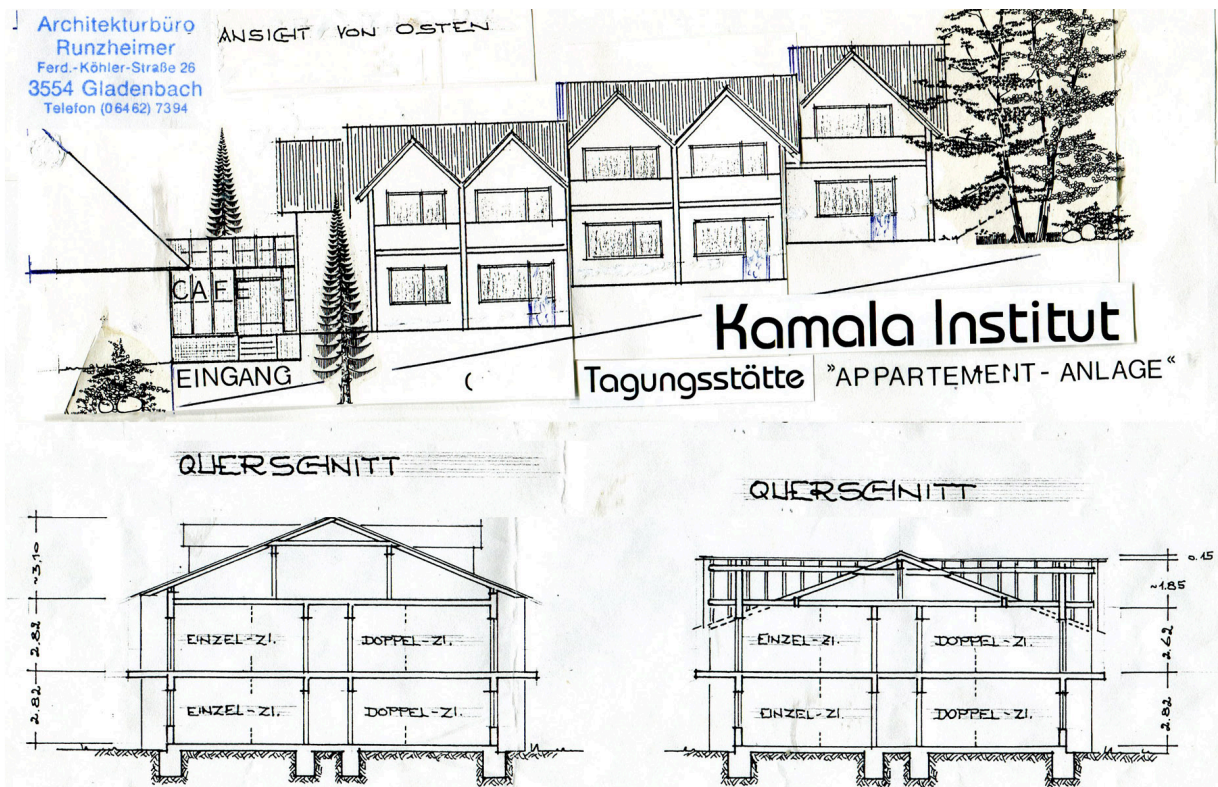 Architekturbüro
Runzheimer
Ferd.-Köhler-Straße 26
3554 Gladenbach
Telefon (06462) 7394
ANSICHT VON OSTEN
CAFE
EINGANG
Kamala Institut
Tagungsstätte
"APPARTEMENT - ANLAGE"
QUERSCHNITT
~3,10
2.82
2.82
EINZEL-ZI.
DOPPEL-ZI.
EINZEL-ZI.
DOPPEL-ZI.
QUERSCHNITT
0.15
~1.85
2.62
2.82
EINZEL-ZI.
DOPPEL-ZI.
EINZEL-ZI.
DOPPEL-ZI.